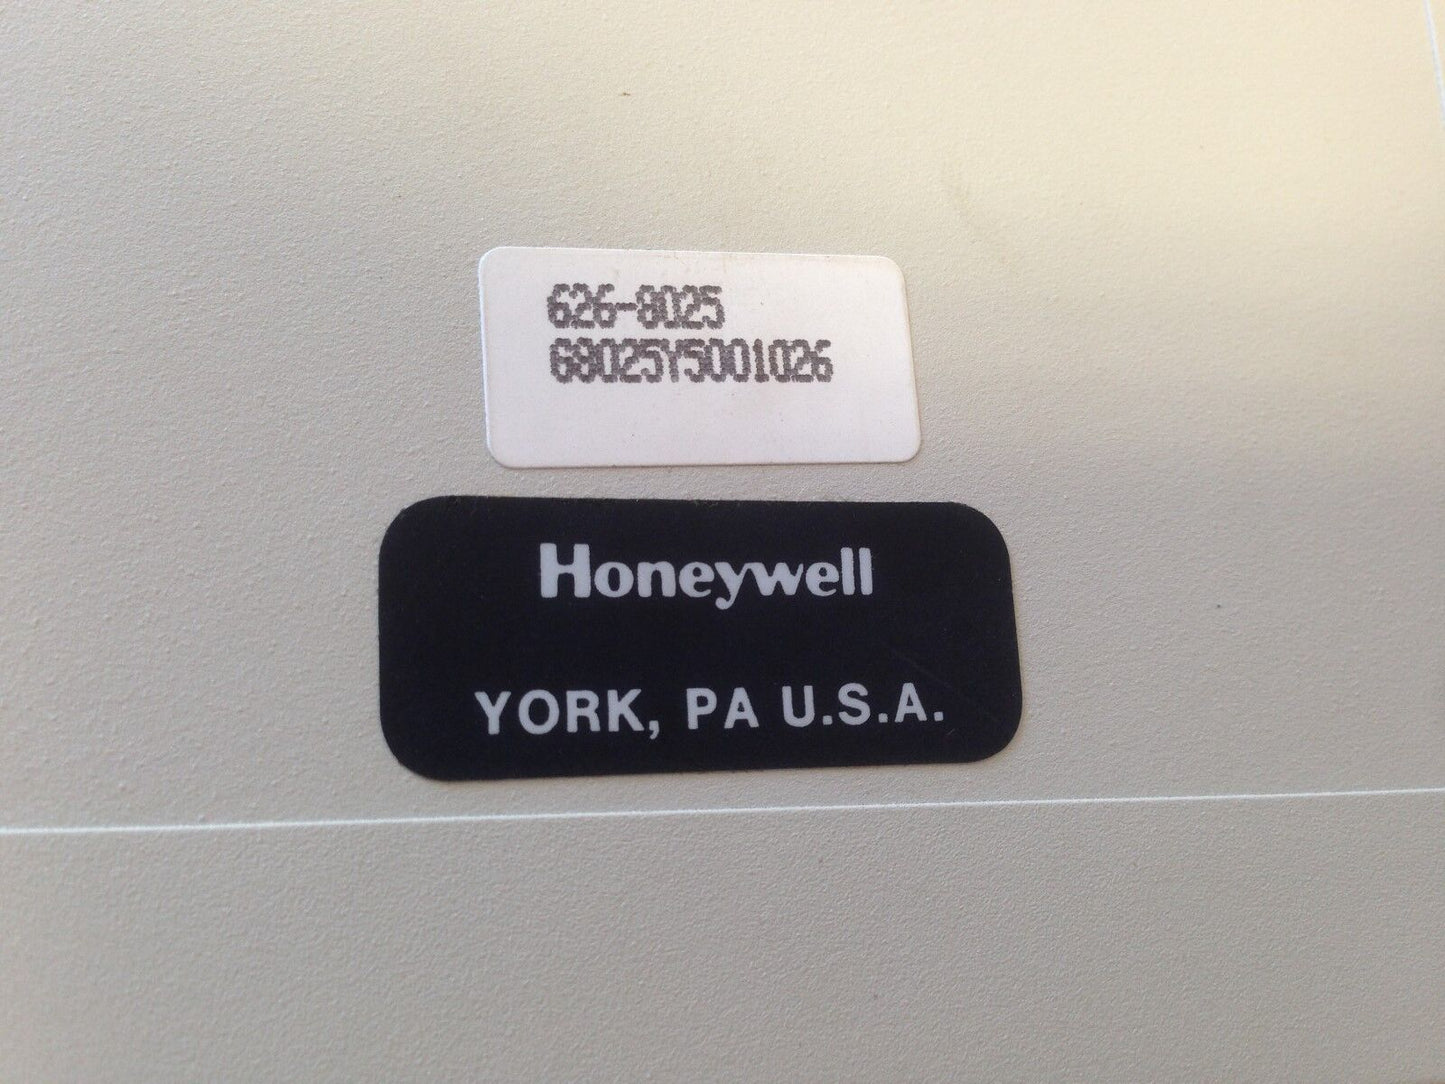 626-8025
68025Y5001026
Honeywell
YORK, PA U.S.A.